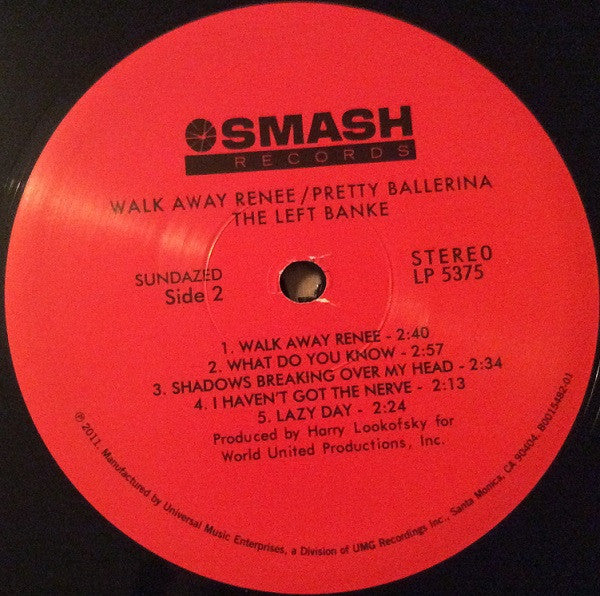 SMASH
RECORDS
WALK AWAY RENEE/PRETTY BALLERINA
THE LEFT BANKE
SUNDAZED
Side 2
STEREO
LP 5375
1. WALK AWAY RENEE - 2:40
2. WHAT DO YOU KNOW - 2:57
3. SHADOWS BREAKING OVER MY HEAD - 2:34
4. I HAVEN'T GOT THE NERVE - 2:13
5. LAZY DAY - 2:24
Produced by Harry Lookofsky for
World United Productions, Inc.
℗ 2011. Manufactured by Universal Music Enterprises, a Division of UMG Recordings Inc., Santa Monica, CA 90404. B0015482-01